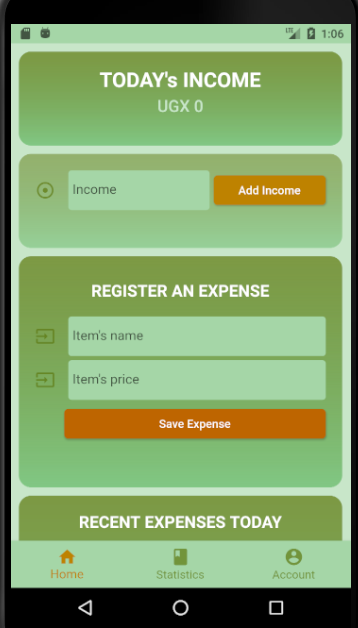 LTE 1:06
TODAY's INCOME
UGX 0
Income Add Income
REGISTER AN EXPENSE
Item's name
Item's price
Save Expense
RECENT EXPENSES TODAY
Home Statistics Account